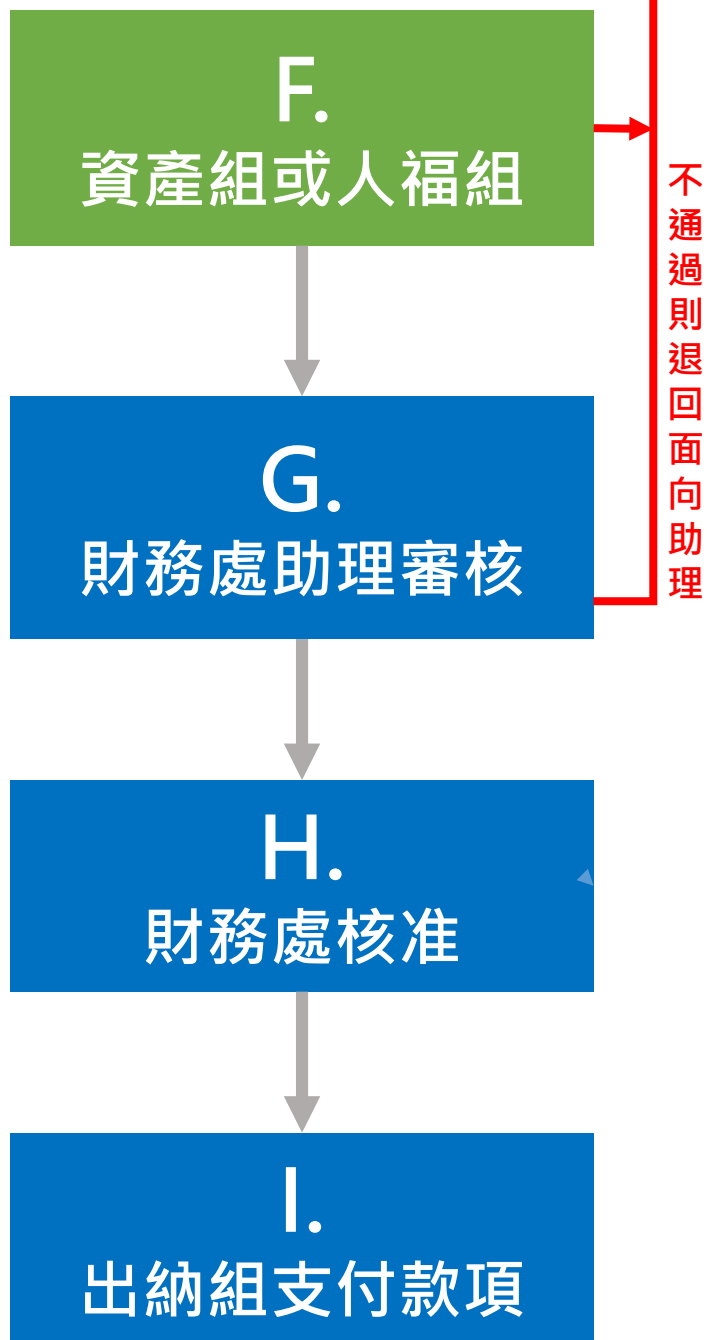 F.
資產組或人福組
不通過則退回面向助理
G.
財務處助理審核
H.
財務處核准
I.
出納組支付款項